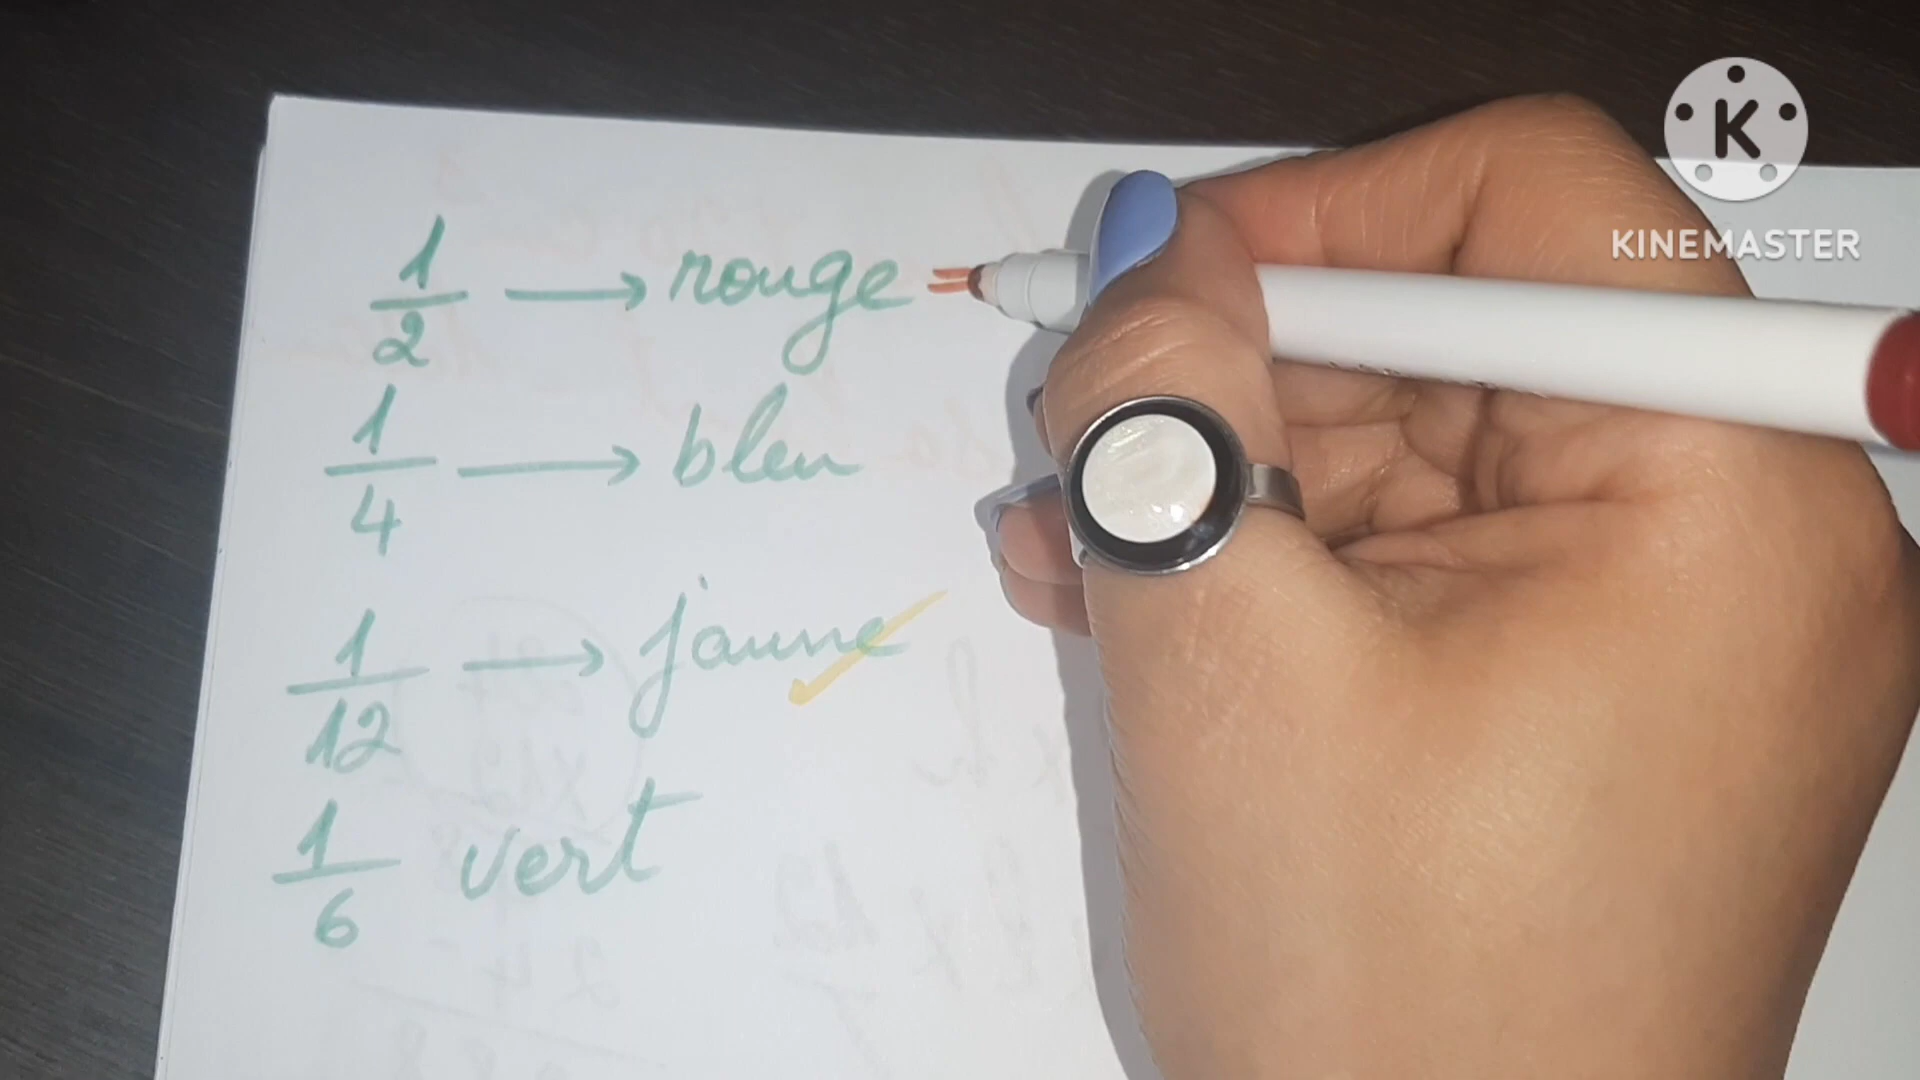 K
KINEMASTER
1/2 → rouge =
1/4 → bleu
1/12 → jaune ✓
1/6 vert